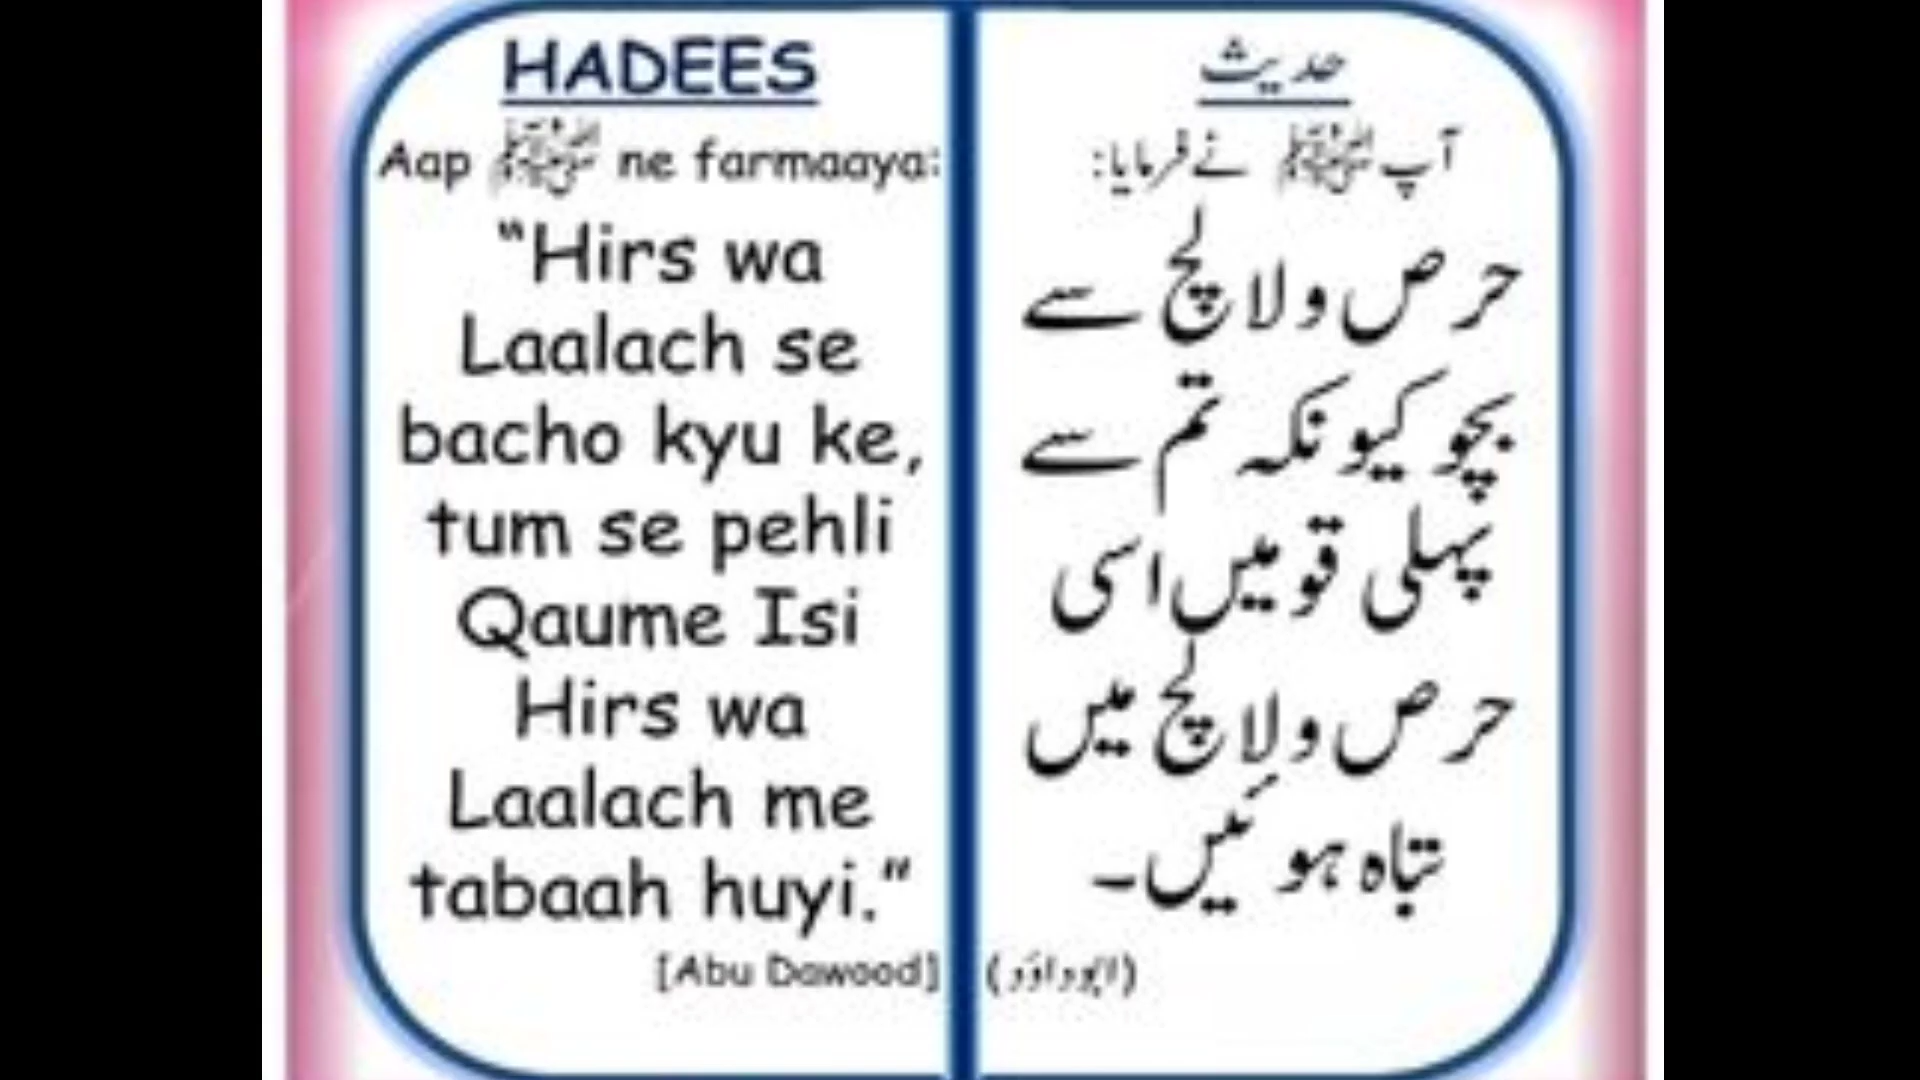 HADEES
Aap ﷺ ne farmaaya:
“Hirs wa
Laalach se
bacho kyu ke,
tum se pehli
Qaume Isi
Hirs wa
Laalach me
tabaah huyi.”
[Abu Dawood]
حدیث
آپ ﷺ نے فرمایا:
حرص ولالچ سے
بچو کیونکہ تم سے
پہلی قومیں اسی
حرص ولالچ میں
تباہ ہوئیں۔
(ابوداؤد)